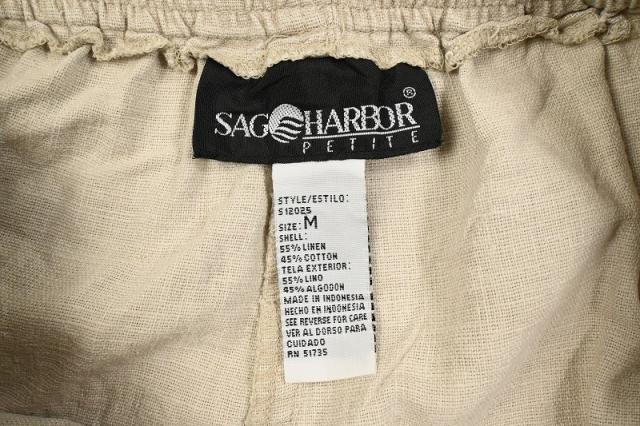 SAG HARBOR®
PETITE
STYLE/ESTILO:
S12025
SIZE: M
SHELL:
55% LINEN
45% COTTON
TELA EXTERIOR:
55% LINO
45% ALGODON
MADE IN INDONESIA
HECHO EN INDONESIA
SEE REVERSE FOR CARE
VER AL DORSO PARA
CUIDADO
RN 51735